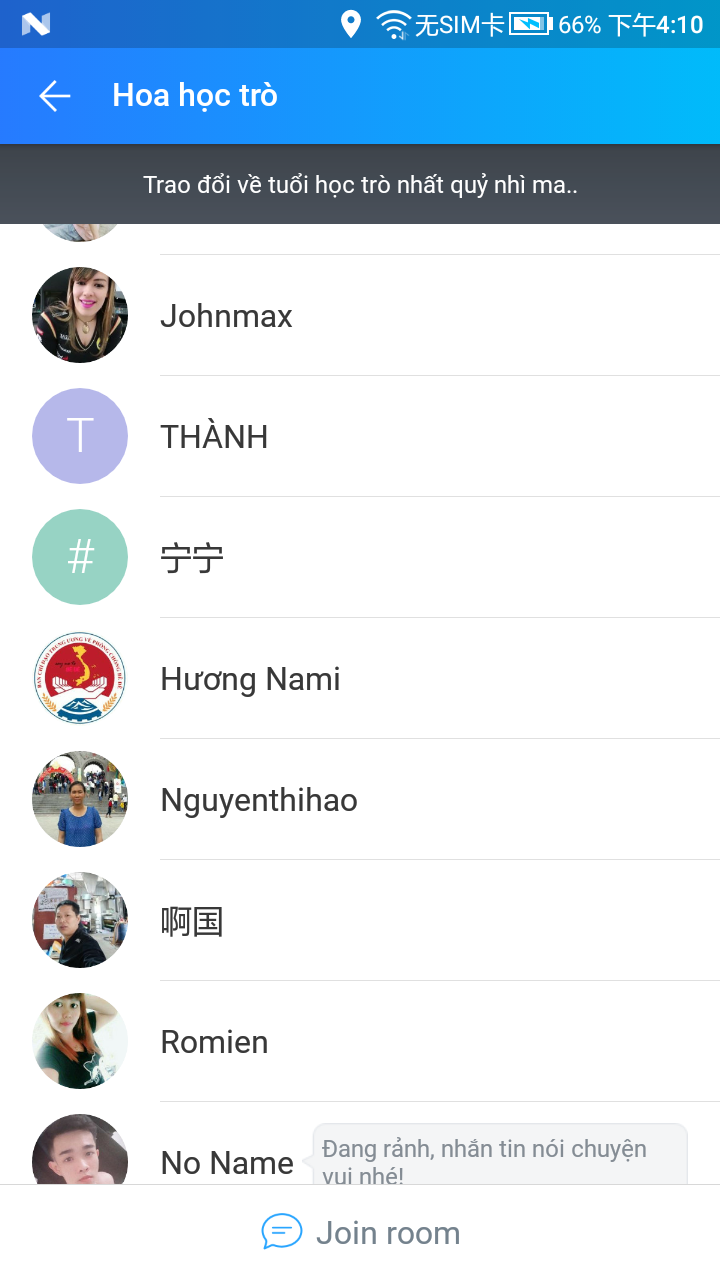 无SIM卡 66% 下午4:10
Hoa học trò
Trao đổi về tuổi học trò nhất quỷ nhì ma..
Johnmax
T
THÀNH
#
宁宁
Hương Nami
Nguyenthihao
啊国
Romien
No Name
Đang rảnh, nhắn tin nói chuyện
vui nhé!
Join room